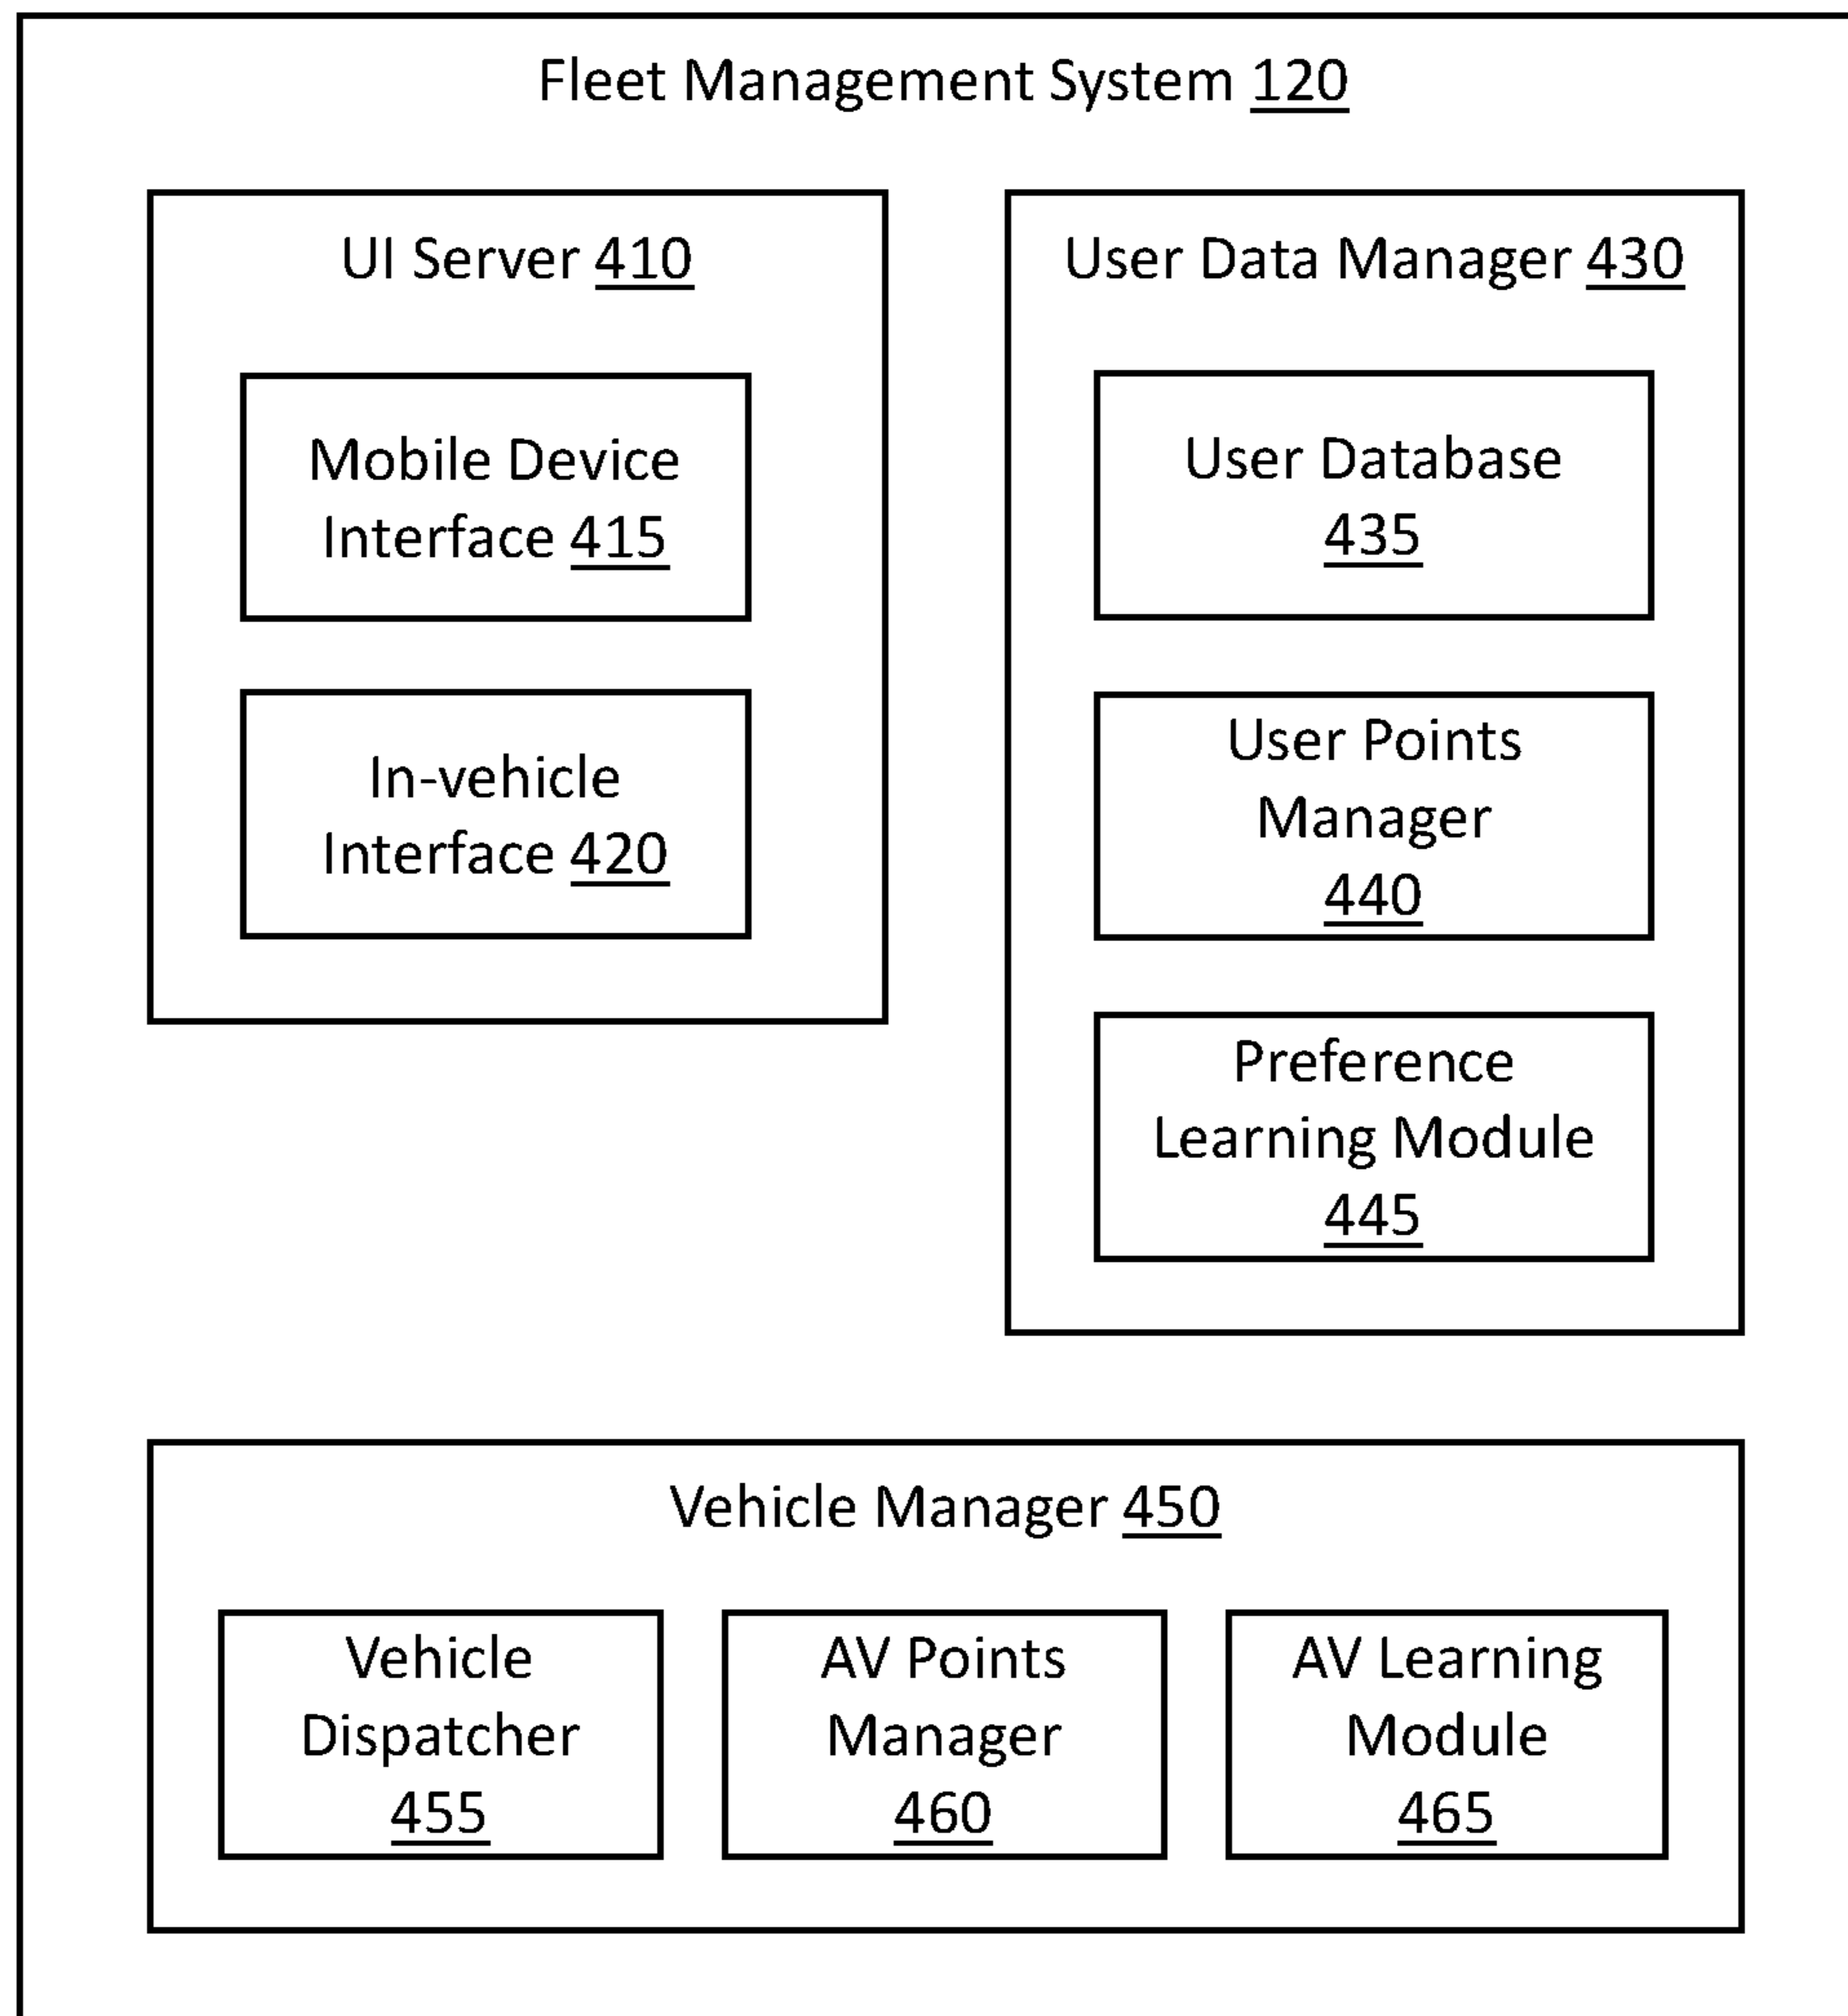 Fleet Management System 120
UI Server 410
Mobile Device
Interface 415
In-vehicle
Interface 420
User Data Manager 430
User Database
435
User Points
Manager
440
Preference
Learning Module
445
Vehicle Manager 450
Vehicle
Dispatcher
455
AV Points
Manager
460
AV Learning
Module
465